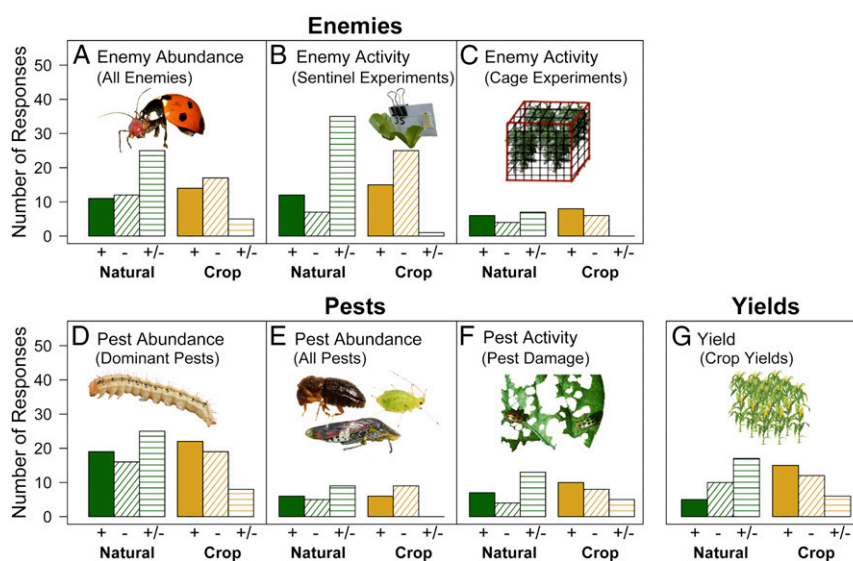 Enemies
A Enemy Abundance
(All Enemies)
B Enemy Activity
(Sentinel Experiments)
C Enemy Activity
(Cage Experiments)
Number of Responses
50
40
30
20
10
0
+ - +/- + - +/-
Natural Crop
+ - +/- + - +/-
Natural Crop
+ - +/- + - +/-
Natural Crop
35
Pests
Yields
D Pest Abundance
(Dominant Pests)
E Pest Abundance
(All Pests)
F Pest Activity
(Pest Damage)
G Yield
(Crop Yields)
Number of Responses
50
40
30
20
10
0
+ - +/- + - +/-
Natural Crop
+ - +/- + - +/-
Natural Crop
+ - +/- + - +/-
Natural Crop
+ - +/- + - +/-
Natural Crop